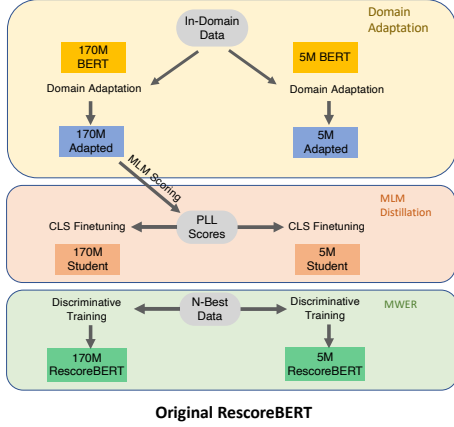 In-Domain
Data
Domain
Adaptation
170M
BERT
5M BERT
Domain Adaptation
Domain Adaptation
170M
Adapted
5M
Adapted
MLM Scoring
MLM
Distillation
CLS Finetuning
PLL
Scores
CLS Finetuning
170M
Student
5M
Student
Discriminative
Training
N-Best
Data
Discriminative
Training
MWER
170M
RescoreBERT
5M
RescoreBERT
Original RescoreBERT